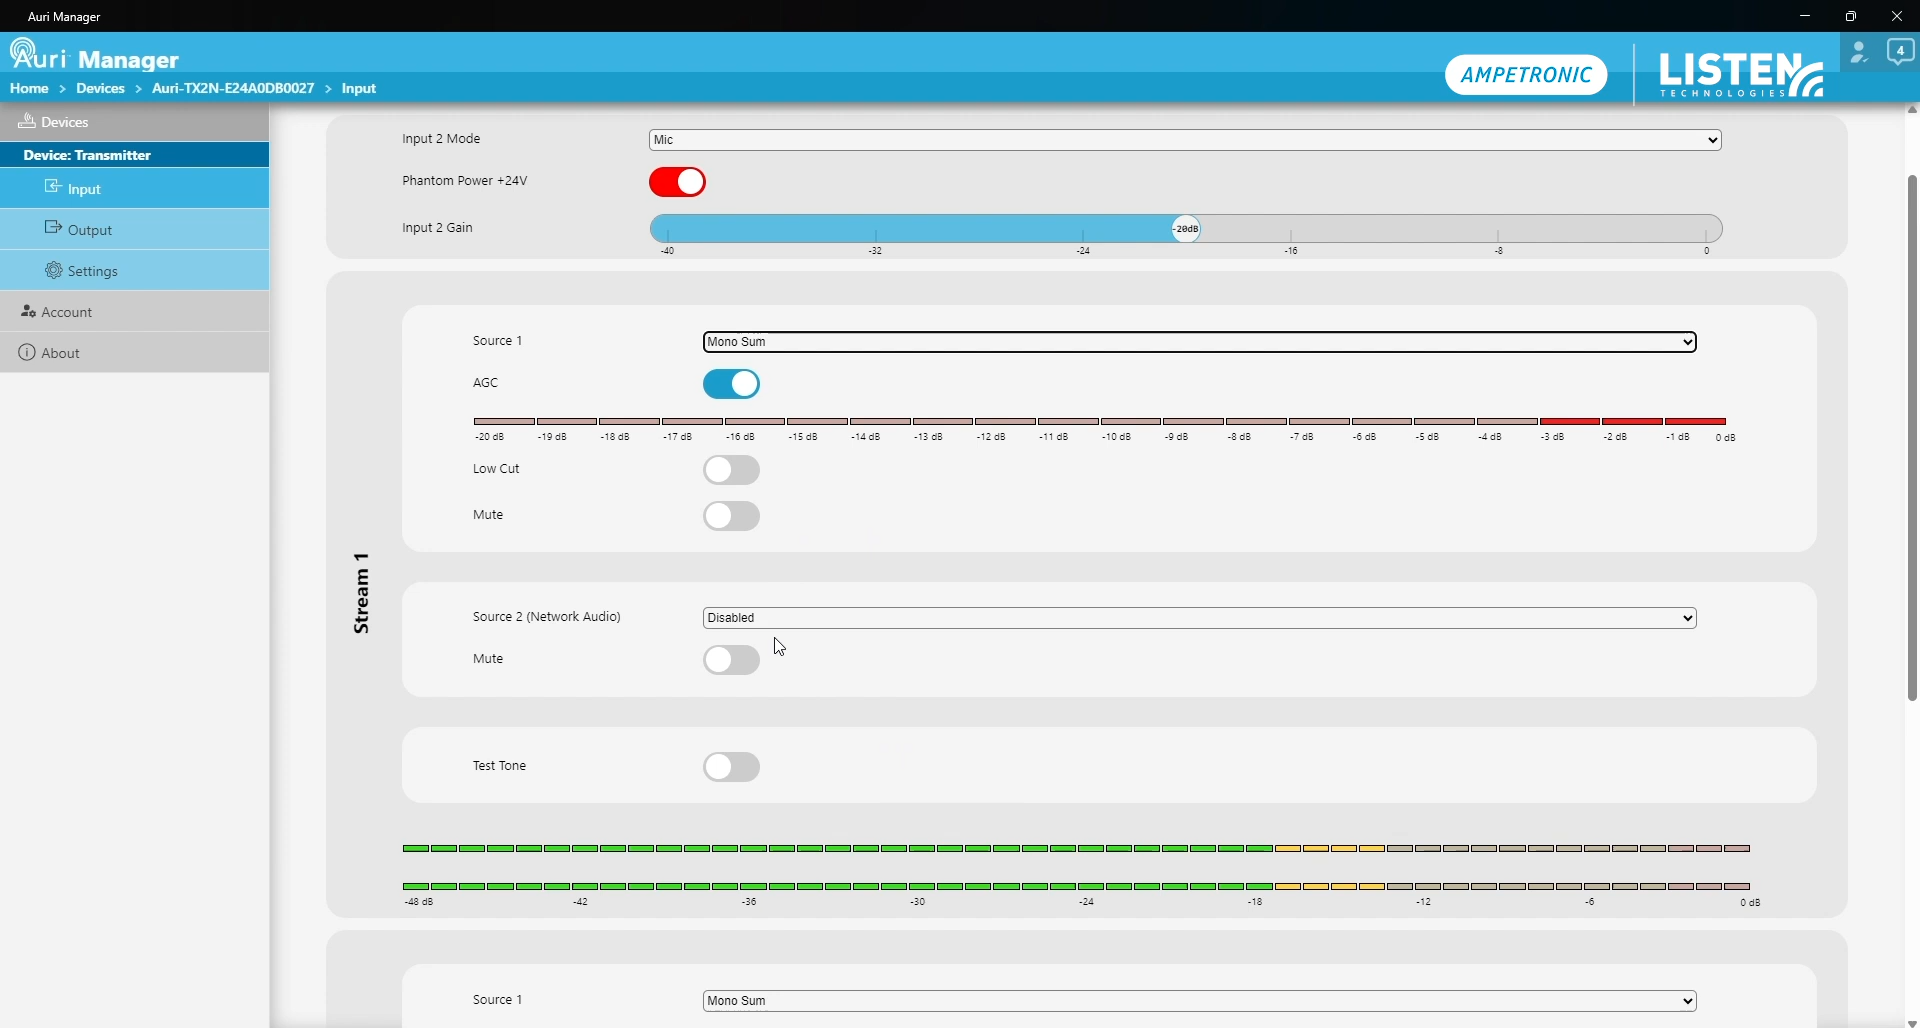 Auri Manager
Auri Manager
AMPETRONIC
LISTEN
TECHNOLOGIES
4
Home > Devices > Auri-TX2N-E24A0DB0027 > Input
Devices
Device: Transmitter
Input
Output
Settings
Account
About
Input 2 Mode
Mic
Phantom Power +24V
Input 2 Gain
-20dB
-40 -32 -24 -16 -8 0
Stream 1
Source 1
Mono Sum
AGC
-20 dB -19 dB -18 dB -17 dB -16 dB -15 dB -14 dB -13 dB -12 dB -11 dB -10 dB -9 dB -8 dB -7 dB -6 dB -5 dB -4 dB -3 dB -2 dB -1 dB 0 dB
Low Cut
Mute
Source 2 (Network Audio)
Disabled
Mute
Test Tone
-48 dB -42 -36 -30 -24 -18 -12 -6 0 dB
Source 1
Mono Sum